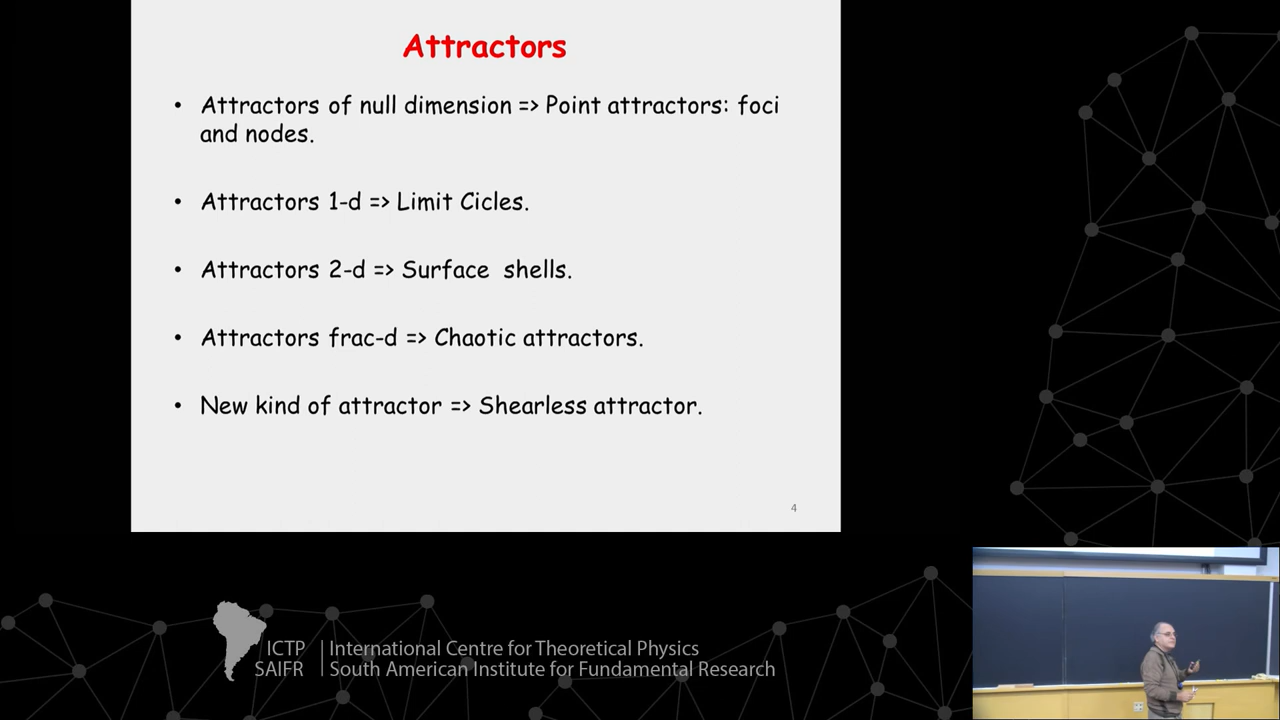 Attractors
• Attractors of null dimension => Point attractors: foci
and nodes.
• Attractors 1-d => Limit Cicles.
• Attractors 2-d => Surface shells.
• Attractors frac-d => Chaotic attractors.
• New kind of attractor => Shearless attractor.
4
ICTP | International Centre for Theoretical Physics
SAIFR | South American Institute for Fundamental Research